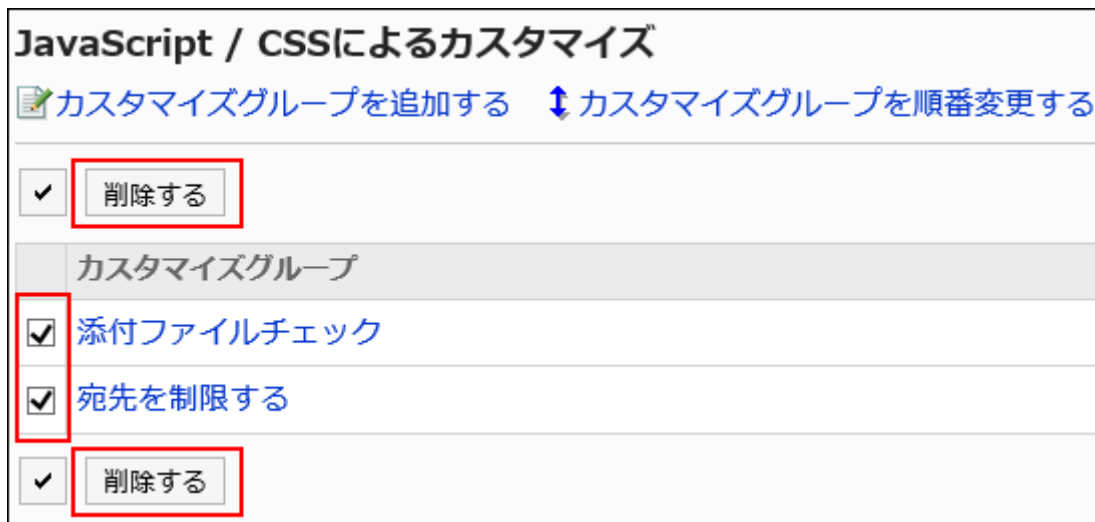 JavaScript / CSSによるカスタマイズ
カスタマイズグループを追加する カスタマイズグループを順番変更する
削除する
カスタマイズグループ
添付ファイルチェック
宛先を制限する
削除する